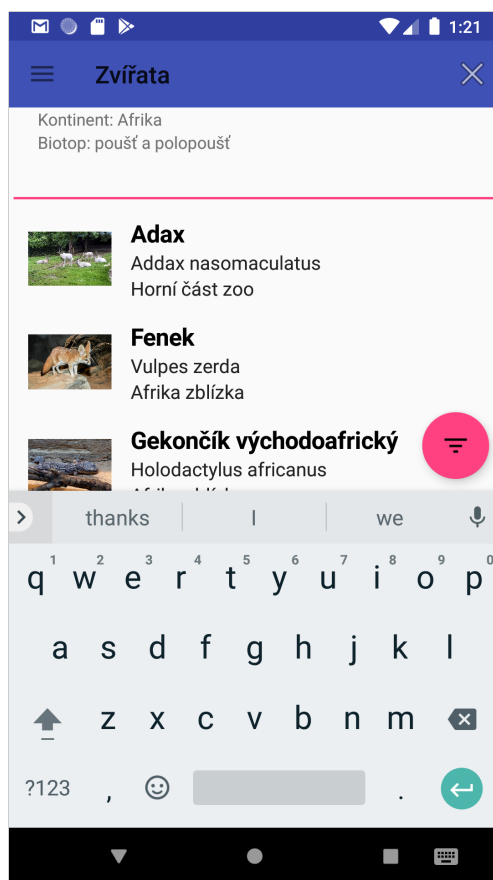 1:21
Zvířata
Kontinent: Afrika
Biotop: poušť a polopoušť
Adax
Addax nasomaculatus
Horní část zoo
Fenek
Vulpes zerda
Afrika zblízka
Gekončík východoafrický
Holodactylus africanus
thanks I we
1 2 3 4 5 6 7 8 9 0
q w e r t y u i o p
a s d f g h j k l
z x c v b n m
?123 , .